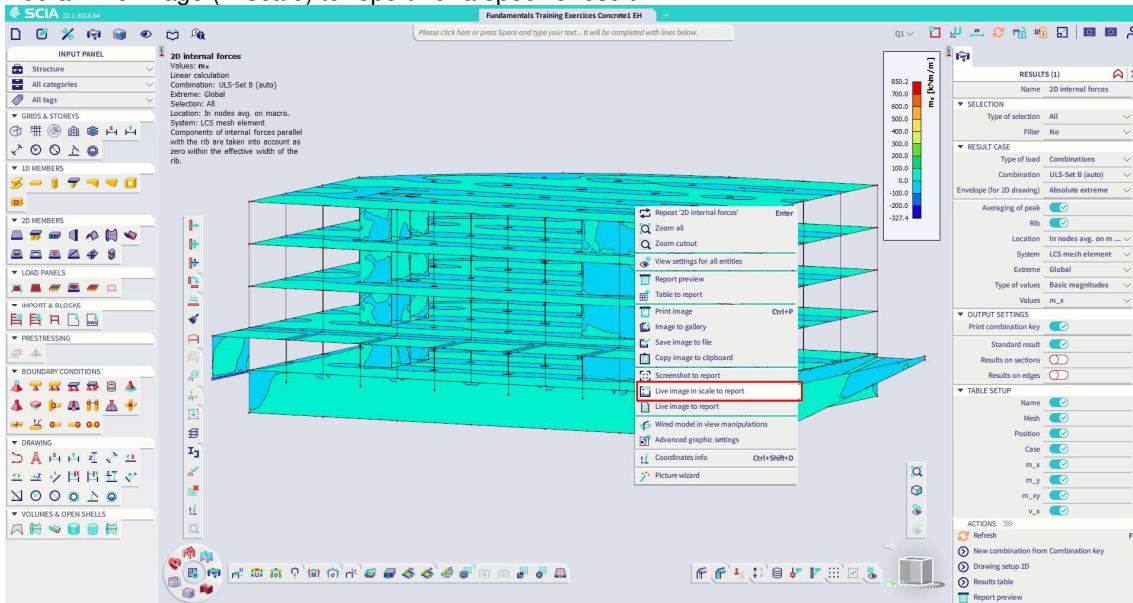 SCIA 22.1.3014.64
Fundamentals Training Exercices Concrete1 EH
Please click here or press Space and type your text... It will be completed with lines below.
Q1
INPUT PANEL
Structure
All categories
All tags
GRIDS & STOREYS
1D MEMBERS
2D MEMBERS
LOAD PANELS
IMPORT & BLOCKS
PRESTRESSING
BOUNDARY CONDITIONS
DRAWING
VOLUMES & OPEN SHELLS
2D internal forces
Values: mx
Linear calculation
Combination: ULS-Set B (auto)
Extreme: Global
Selection: All
Location: In nodes avg. on macro.
System: LCS mesh element
Components of internal forces parallel
with the rib are taken into account as
zero within the effective width of the
rib.
850.2
700.0
600.0
500.0
400.0
300.0
200.0
100.0
0.0
-100.0
-200.0
-327.4
mx [kNm/m]
Repeat '2D internal forces' Enter
Zoom all
Zoom cutout
View settings for all entities
Report preview
Table to report
Print image Ctrl+P
Image to gallery
Save image to file
Copy image to clipboard
Screenshot to report
Live image in scale to report
Live image to report
Wired model in view manipulations
Advanced graphic settings
Coordinates info Ctrl+Shift+D
Picture wizard
RESULTS (1)
Name 2D internal forces
SELECTION
Type of selection All
Filter No
RESULT CASE
Type of load Combinations
Combination ULS-Set B (auto)
Envelope (for 2D drawing) Absolute extreme
Averaging of peak
Rib
Location In nodes avg. on m ...
System LCS mesh element
Extreme Global
Type of values Basic magnitudes
Values m_x
OUTPUT SETTINGS
Print combination key
Standard result
Results on sections
Results on edges
TABLE SETUP
Name
Mesh
Position
Case
m_x
m_y
m_xy
v_x
ACTIONS >>>
Refresh F
New combination from Combination key
Drawing setup 2D
Results table
Report preview